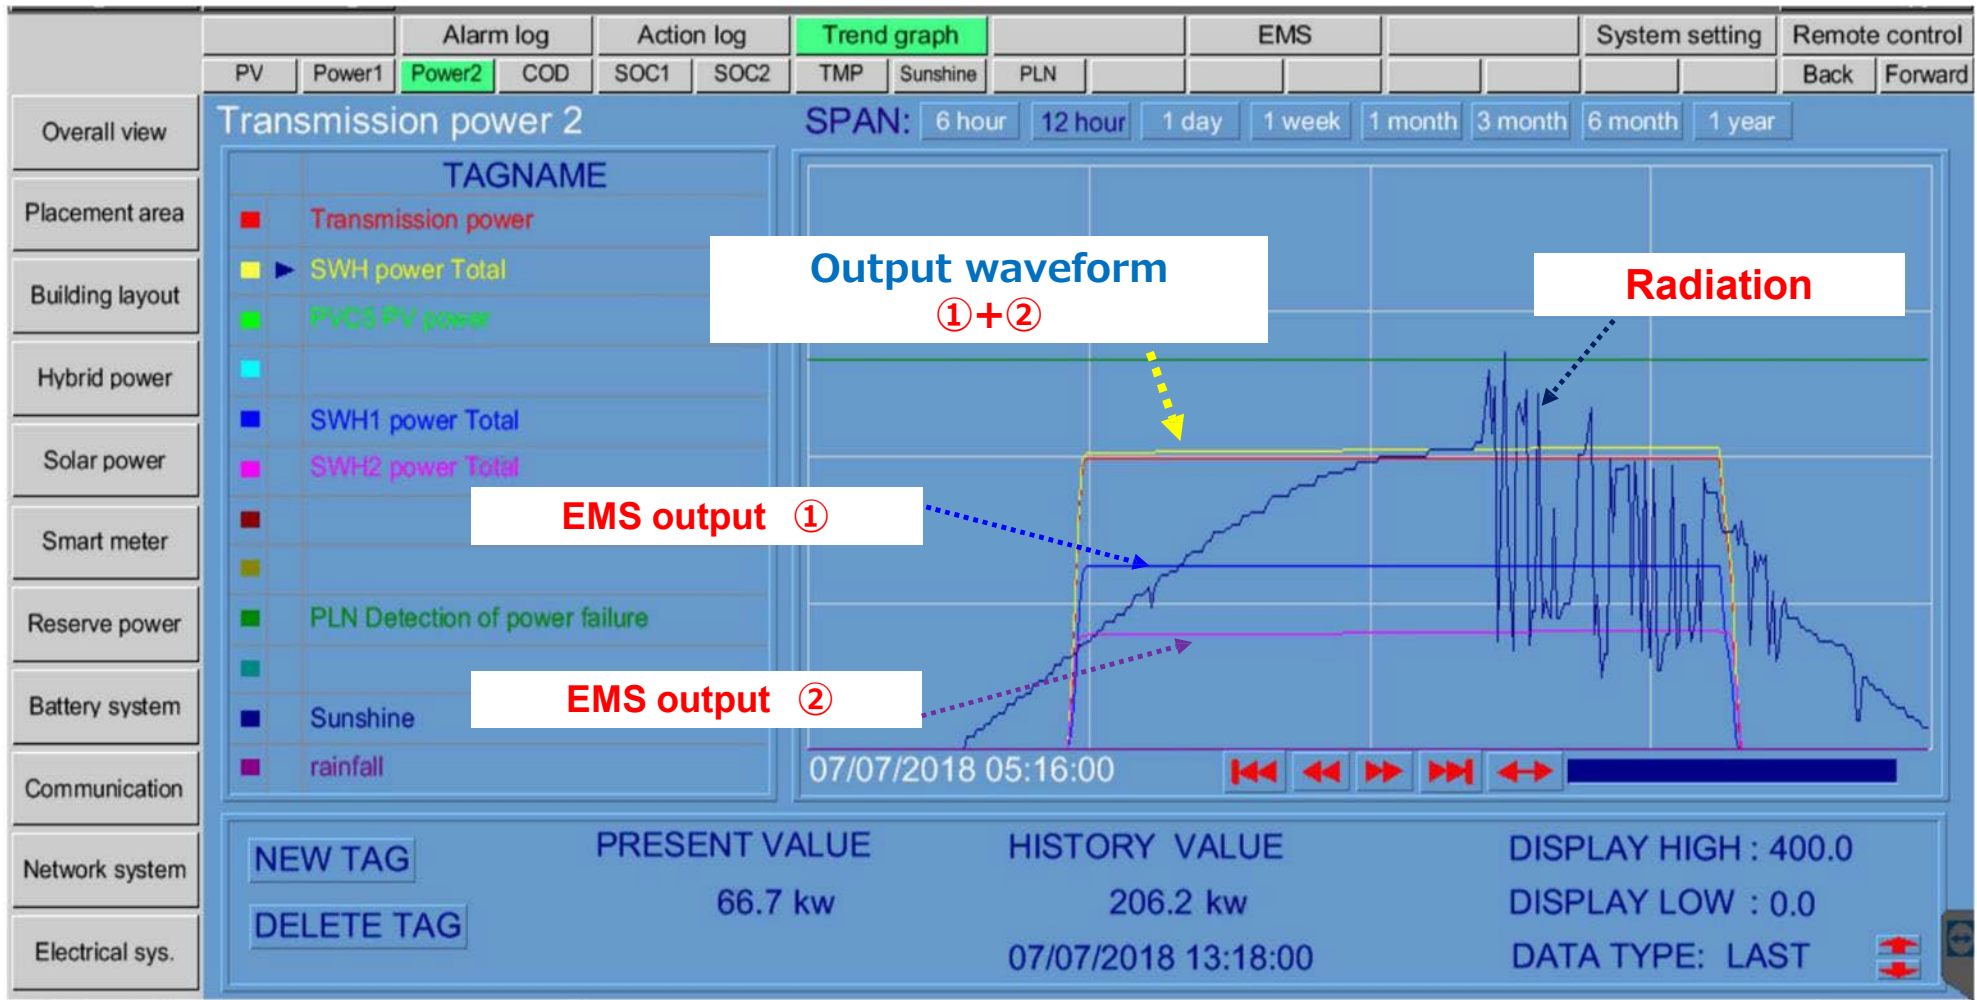 Alarm log Action log Trend graph EMS System setting Remote control
PV Power1 Power2 COD SOC1 SOC2 TMP Sunshine PLN Back Forward
Overall view
Placement area
Building layout
Hybrid power
Solar power
Smart meter
Reserve power
Battery system
Communication
Network system
Electrical sys.
Transmission power 2
SPAN: 6 hour 12 hour 1 day 1 week 1 month 3 month 6 month 1 year
TAGNAME
Transmission power
SWH power Total
PVC5 PV power
SWH1 power Total
SWH2 power Total
PLN Detection of power failure
Sunshine
rainfall
Output waveform
①+②
Radiation
EMS output ①
EMS output ②
07/07/2018 05:16:00
NEW TAG
DELETE TAG
PRESENT VALUE
66.7 kw
HISTORY VALUE
206.2 kw
07/07/2018 13:18:00
DISPLAY HIGH : 400.0
DISPLAY LOW : 0.0
DATA TYPE: LAST